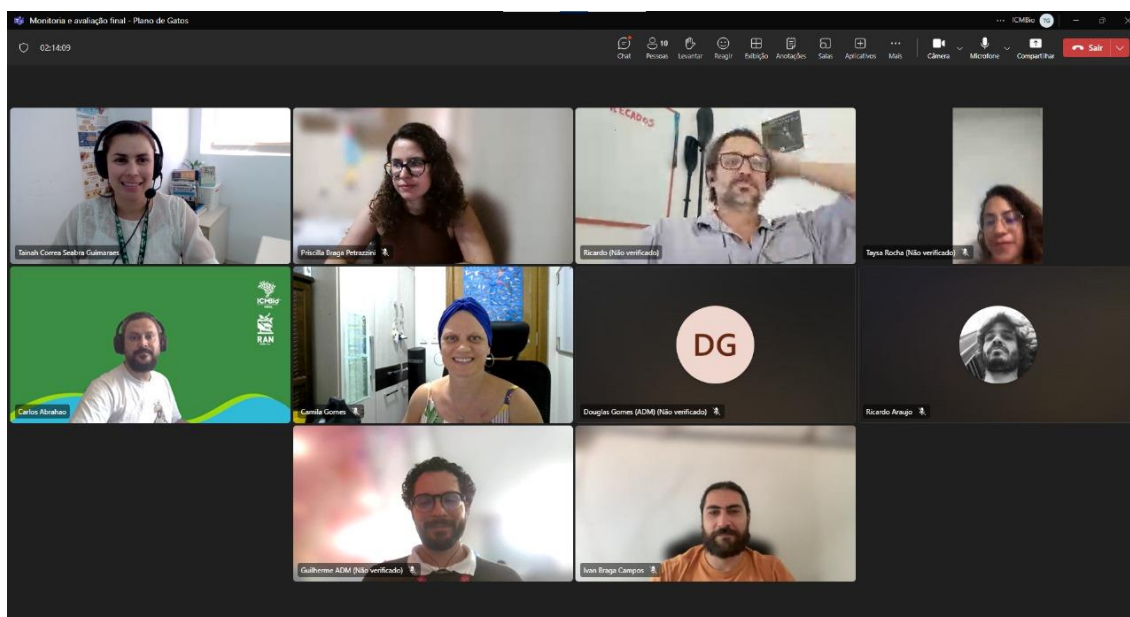 Monitoria e avaliação final - Plano de Gatos
ICMBio TG
02:14:09
10
Chat Pessoas Levantar Reagir Exibição Anotações Salas Aplicativos Mais Câmera Microfone Compartilhar Sair
Tainah Correa Seabra Guimaraes
Priscilla Braga Petrazzini
Ricardo (Não verificado)
Taysa Rocha (Não verificado)
ICMBio
RAN
DG
Carlos Abrahao
Camila Gomes
Douglas Gomes (ADM) (Não verificado)
Ricardo Araujo
Guilherme ADM (Não verificado)
Ivan Braga Campos